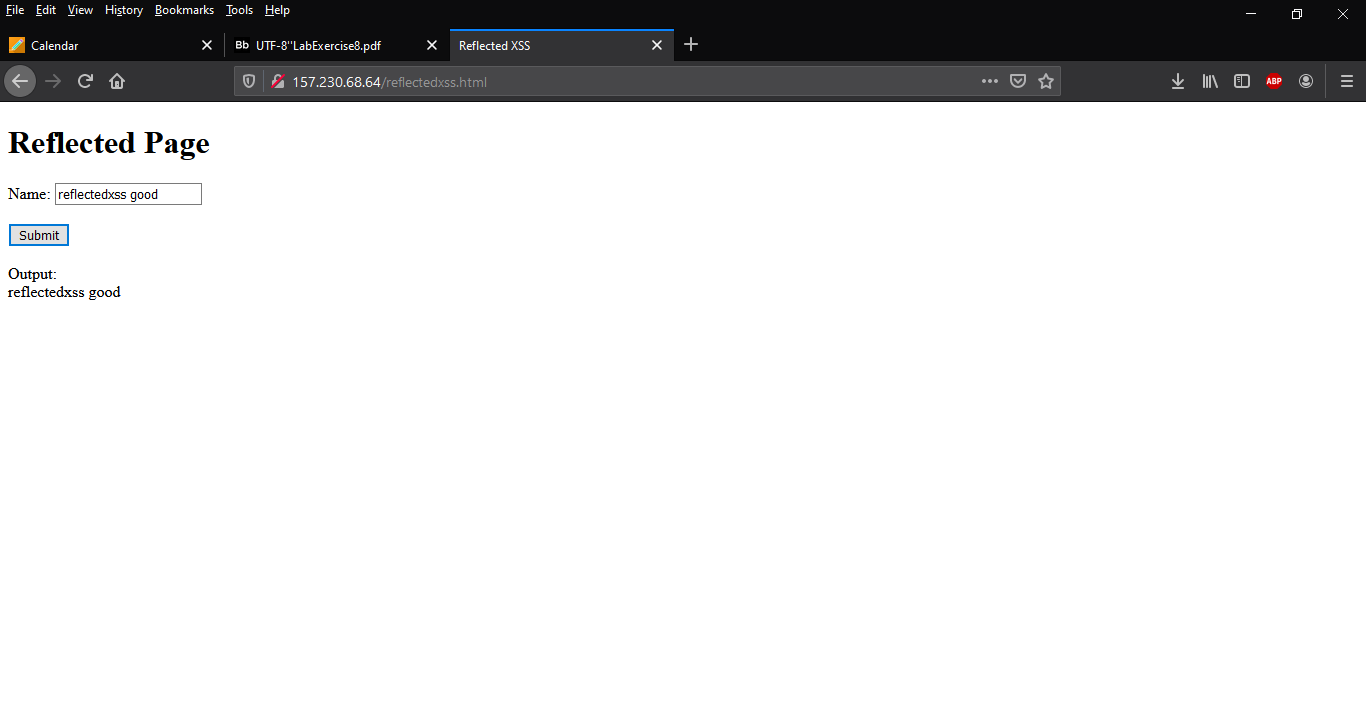 File Edit View History Bookmarks Tools Help
Calendar
Bb UTF-8''LabExercise8.pdf
Reflected XSS
157.230.68.64/reflectedxss.html
ABP
Reflected Page
Name: reflectedxss good
Submit
Output:
reflectedxss good